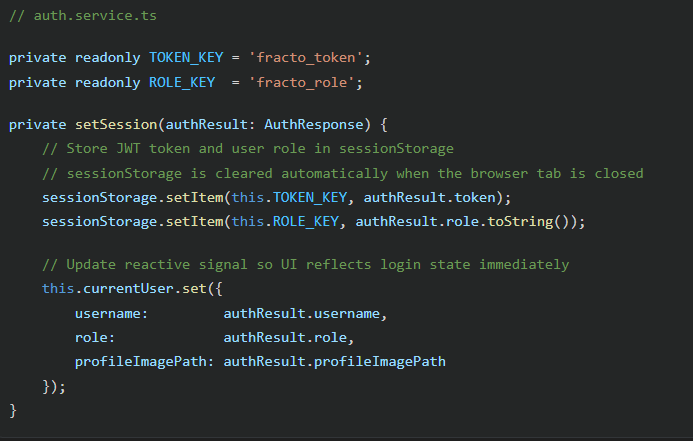 // auth.service.ts
private readonly TOKEN_KEY = 'fracto_token';
private readonly ROLE_KEY  = 'fracto_role';
private setSession(authResult: AuthResponse) {
    // Store JWT token and user role in sessionStorage
    // sessionStorage is cleared automatically when the browser tab is closed
    sessionStorage.setItem(this.TOKEN_KEY, authResult.token);
    sessionStorage.setItem(this.ROLE_KEY, authResult.role.toString());
    // Update reactive signal so UI reflects login state immediately
    this.currentUser.set({
        username:         authResult.username,
        role:             authResult.role,
        profileImagePath: authResult.profileImagePath
    });
}